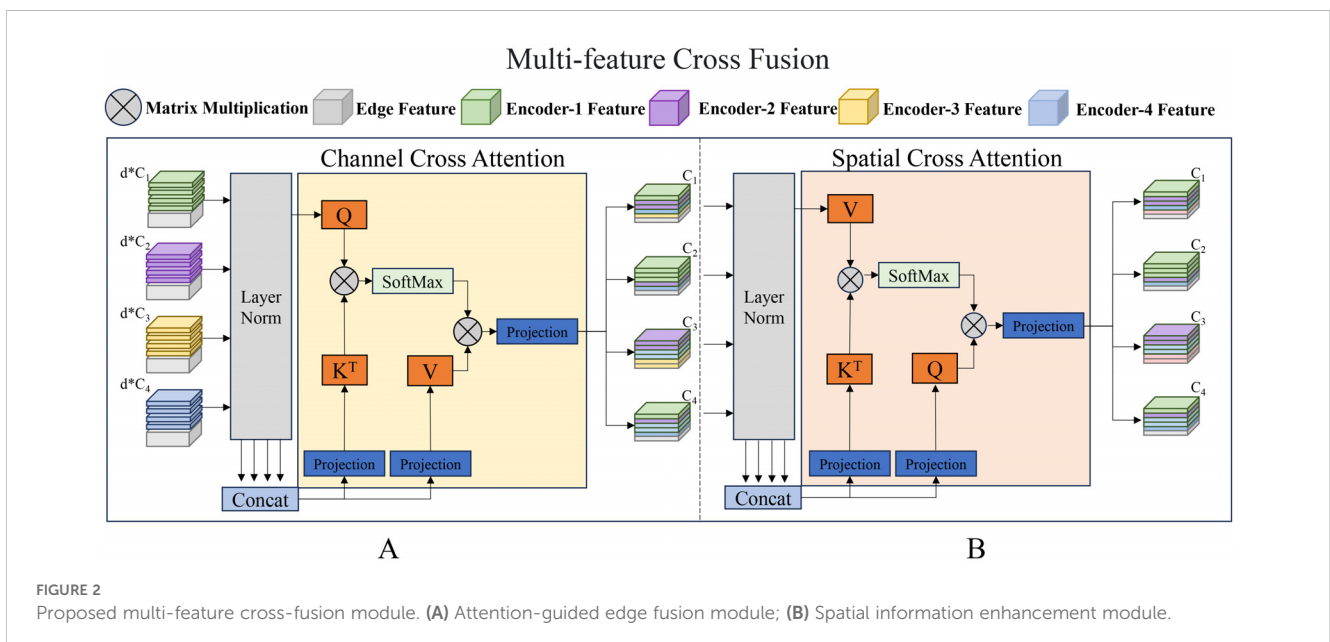 Multi-feature Cross Fusion
Matrix Multiplication Edge Feature Encoder-1 Feature Encoder-2 Feature Encoder-3 Feature Encoder-4 Feature
Channel Cross Attention
d*C₁
d*C₂
d*C₃
d*C₄
Layer
Norm
Q
SoftMax
Kᵀ
V
Projection
Projection
Projection
Concat
C₁
C₂
C₃
C₄
Spatial Cross Attention
Layer
Norm
V
SoftMax
Kᵀ
Q
Projection
Projection
Projection
Concat
C₁
C₂
C₃
C₄
A
B
FIGURE 2
Proposed multi-feature cross-fusion module. (A) Attention-guided edge fusion module; (B) Spatial information enhancement module.